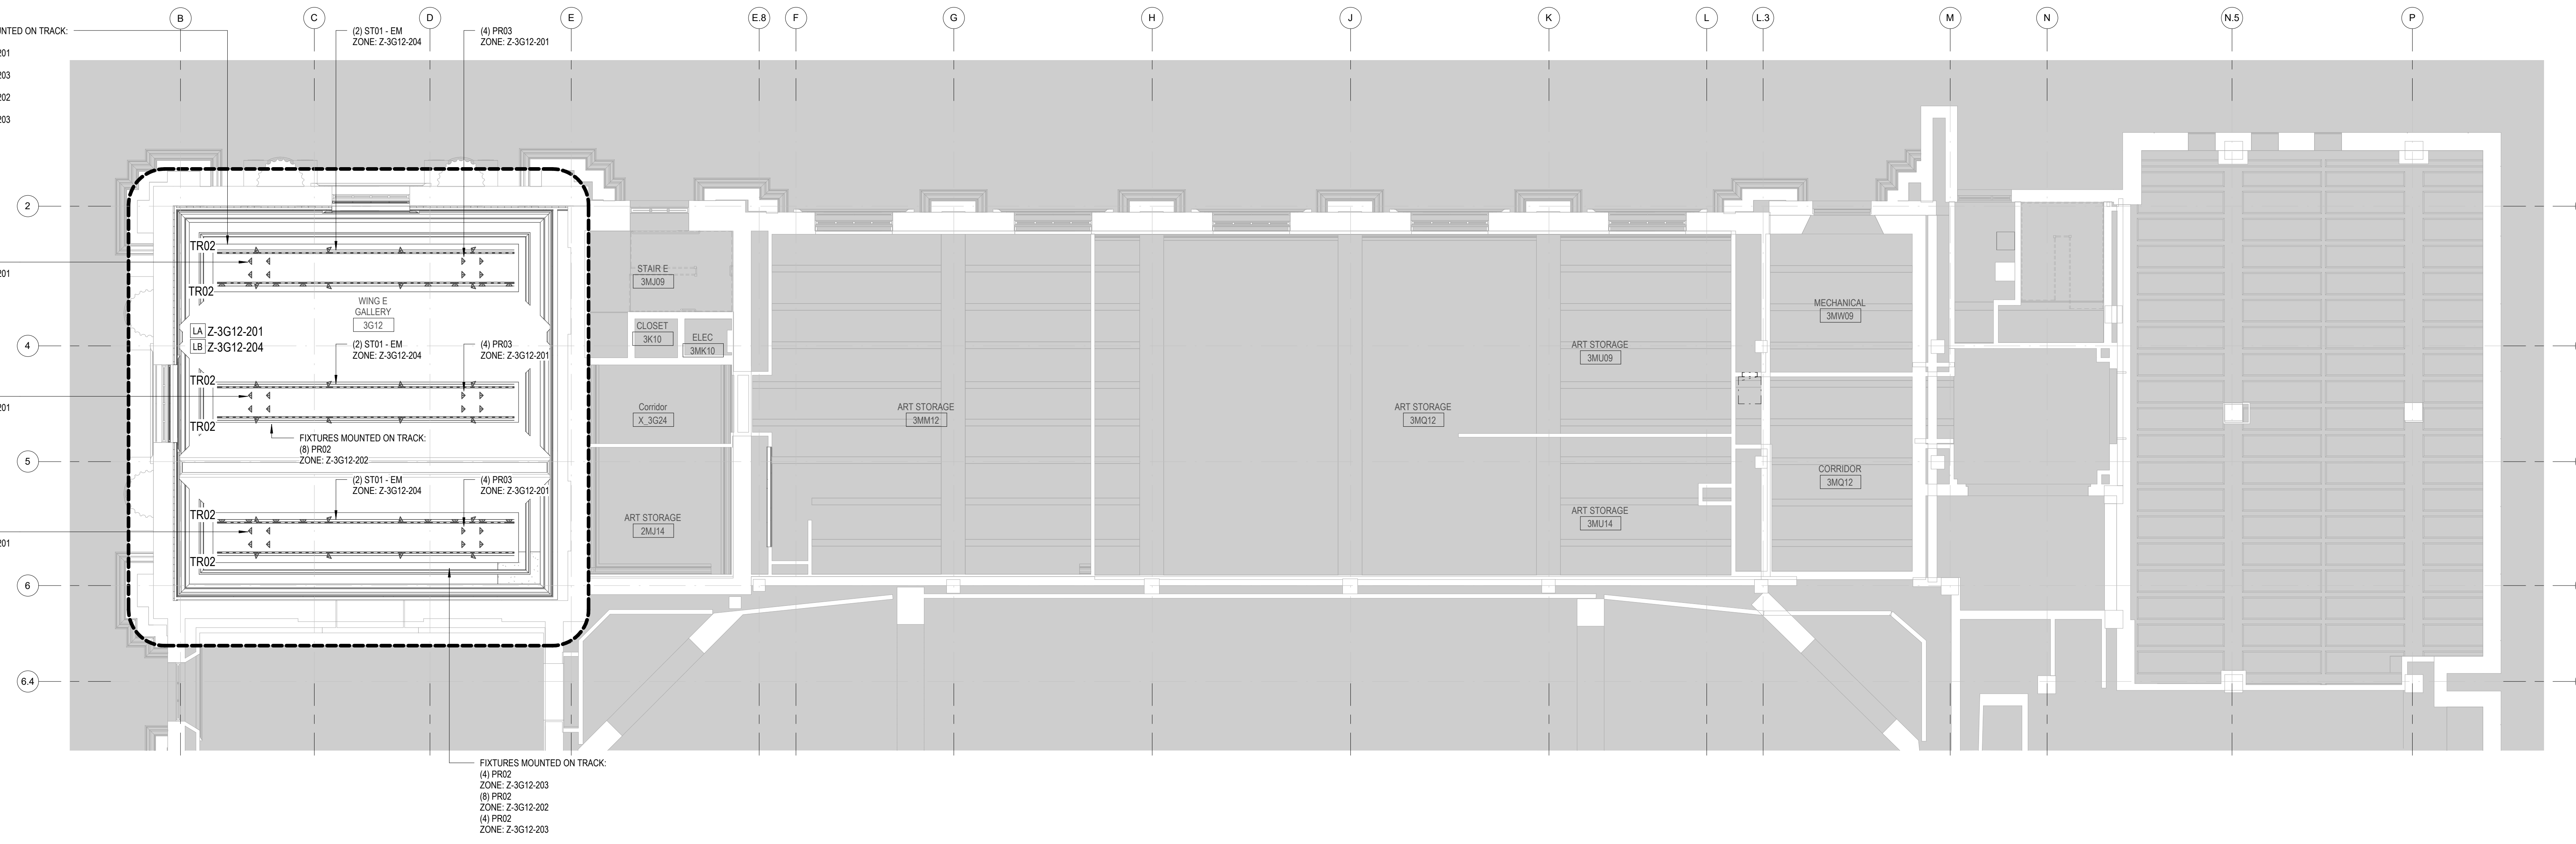 B
C
D
E
E.8
F
G
H
J
K
L
L.3
M
N
N.5
P
UNTED ON TRACK:
201
203
202
203
(2) ST01 - EM
ZONE: Z-3G12-204
(4) PR03
ZONE: Z-3G12-201
2
TR02
201
TR02
WING E
GALLERY
3G12
STAIR E
3MJ09
MECHANICAL
3MW09
LA Z-3G12-201
LB Z-3G12-204
CLOSET
3K10
ELEC
3MK10
4
(2) ST01 - EM
ZONE: Z-3G12-204
(4) PR03
ZONE: Z-3G12-201
ART STORAGE
3MU09
TR02
201
TR02
Corridor
X_3G24
ART STORAGE
3MM12
ART STORAGE
3MQ12
FIXTURES MOUNTED ON TRACK:
(8) PR02
ZONE: Z-3G12-202
5
CORRIDOR
3MQ12
(2) ST01 - EM
ZONE: Z-3G12-204
(4) PR03
ZONE: Z-3G12-201
TR02
ART STORAGE
2MJ14
ART STORAGE
3MU14
201
TR02
6
6.4
FIXTURES MOUNTED ON TRACK:
(4) PR02
ZONE: Z-3G12-203
(8) PR02
ZONE: Z-3G12-202
(4) PR02
ZONE: Z-3G12-203